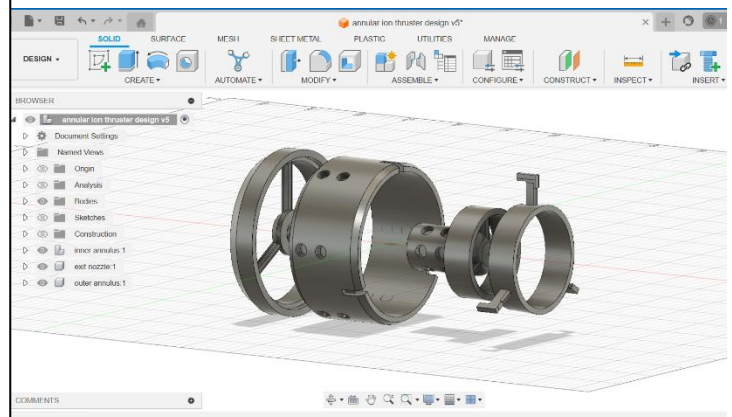 annular ion thruster design v5*
1
SOLID SURFACE MESH SHEET METAL PLASTIC UTILITIES MANAGE
DESIGN
CREATE AUTOMATE MODIFY ASSEMBLE CONFIGURE CONSTRUCT INSPECT INSERT
BROWSER
annular ion thruster design v5
Document Settings
Named Views
Origin
Analysis
Bodies
Sketches
Construction
inner annulus:1
exit nozzle:1
outer annulus:1
COMMENTS